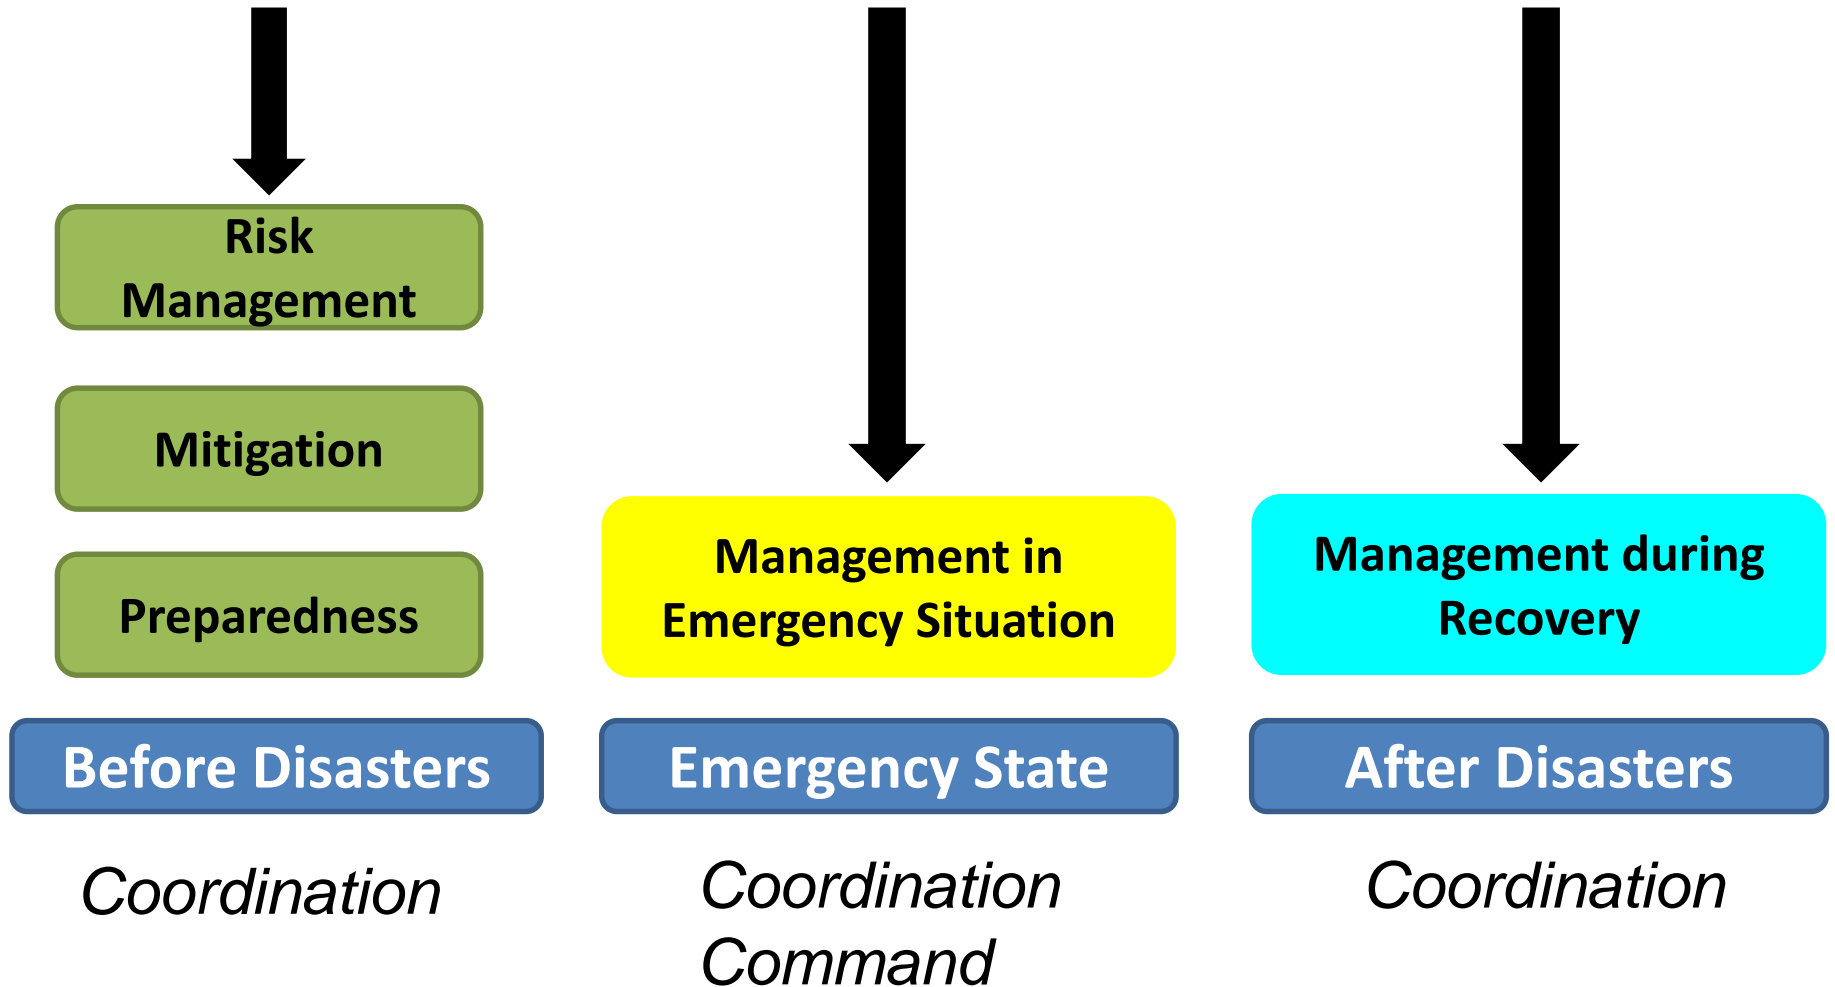 Risk
Management
Mitigation
Preparedness
Before Disasters
Coordination
Management in
Emergency Situation
Emergency State
Coordination
Command
Management during
Recovery
After Disasters
Coordination